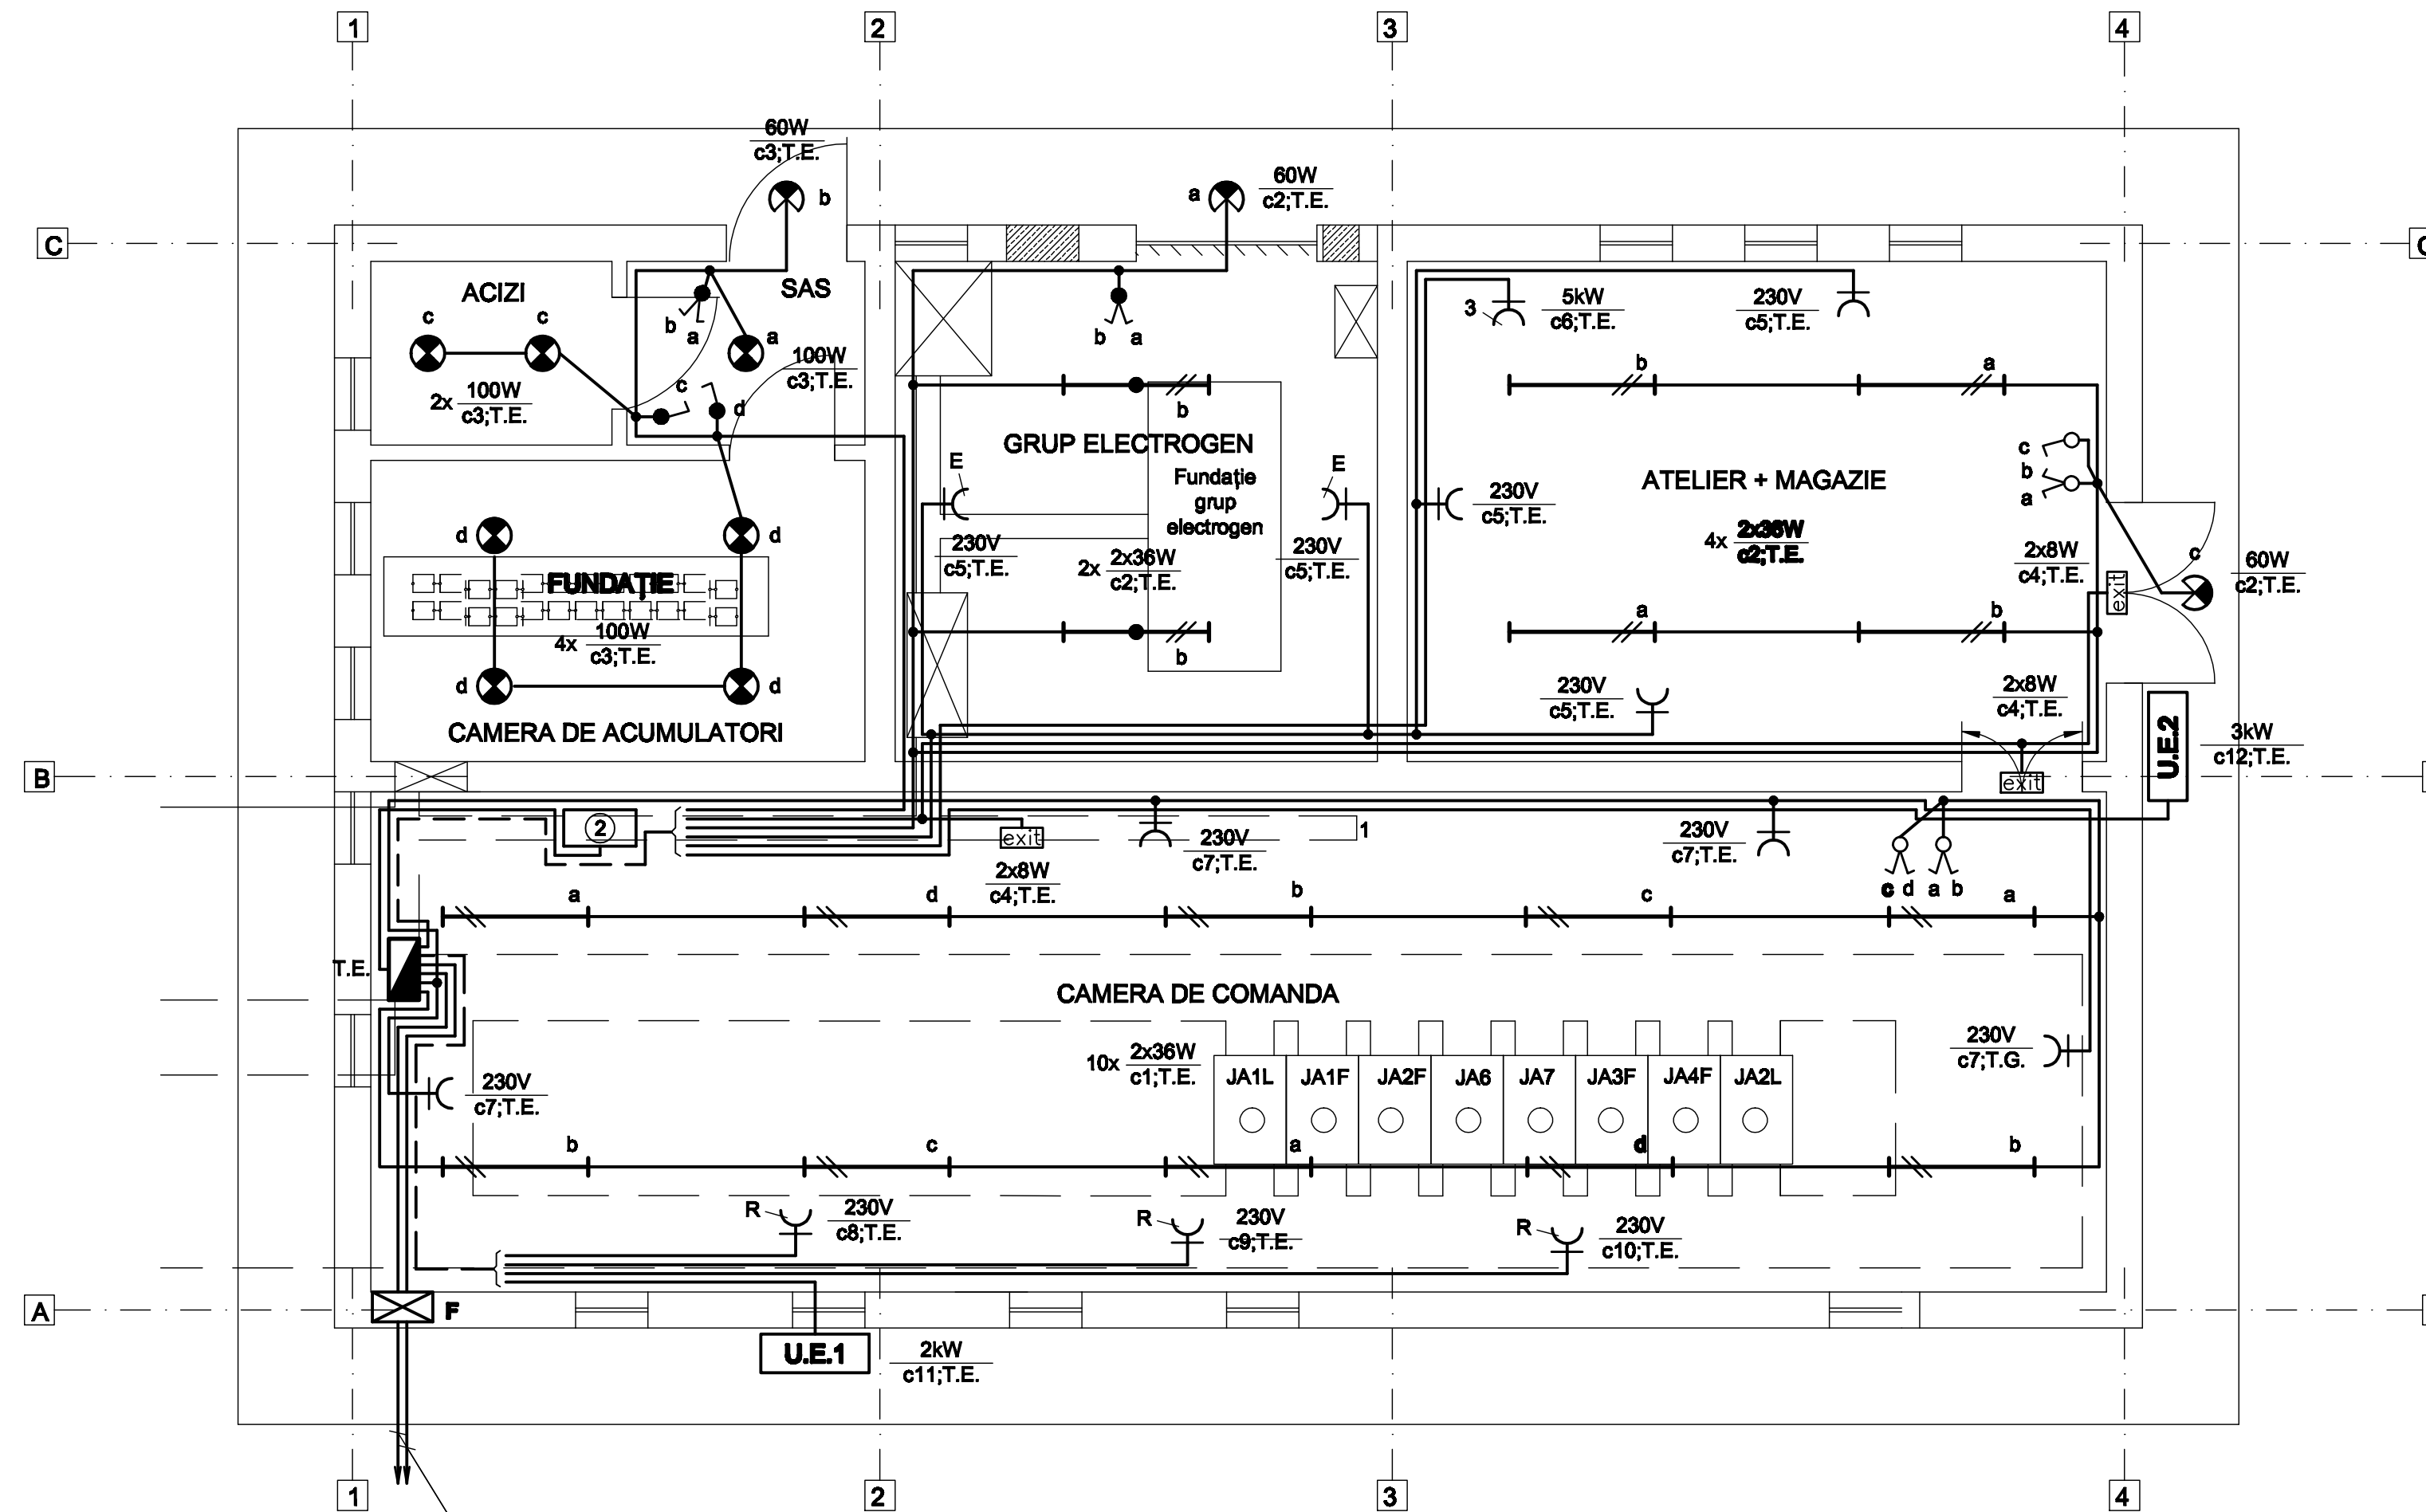 1
2
3
4
60W
c3;T.E.
b
a
60W
c2;T.E.
C
C
ACIZI
SAS
c
c
b
a
a
100W
c3;T.E.
2x
100W
c3;T.E.
c
d
b
a
3
5kW
c6;T.E.
230V
c5;T.E.
b
a
b
GRUP ELECTROGEN
E
E
Fundație
grup
electrogen
230V
c5;T.E.
2x
2x36W
c2;T.E.
230V
c5;T.E.
b
230V
c5;T.E.
ATELIER + MAGAZIE
4x
2x36W
c2;T.E.
c
b
a
2x8W
c4;T.E.
exit
c
60W
c2;T.E.
a
b
230V
c5;T.E.
2x8W
c4;T.E.
d
d
FUNDAȚIE
4x
100W
c3;T.E.
d
d
CAMERA DE ACUMULATORI
U.E.2
3kW
c12;T.E.
B
exit
2
exit
2x8W
c4;T.E.
230V
c7;T.E.
1
230V
c7;T.E.
c d a b
a
d
b
c
a
T.E.
CAMERA DE COMANDA
10x
2x36W
c1;T.E.
JA1L
JA1F
JA2F
JA6
JA7
JA3F
JA4F
JA2L
230V
c7;T.G.
230V
c7;T.E.
b
c
a
d
b
R
230V
c8;T.E.
R
230V
c9;T.E.
R
230V
c10;T.E.
A
F
U.E.1
2kW
c11;T.E.
1
2
3
4